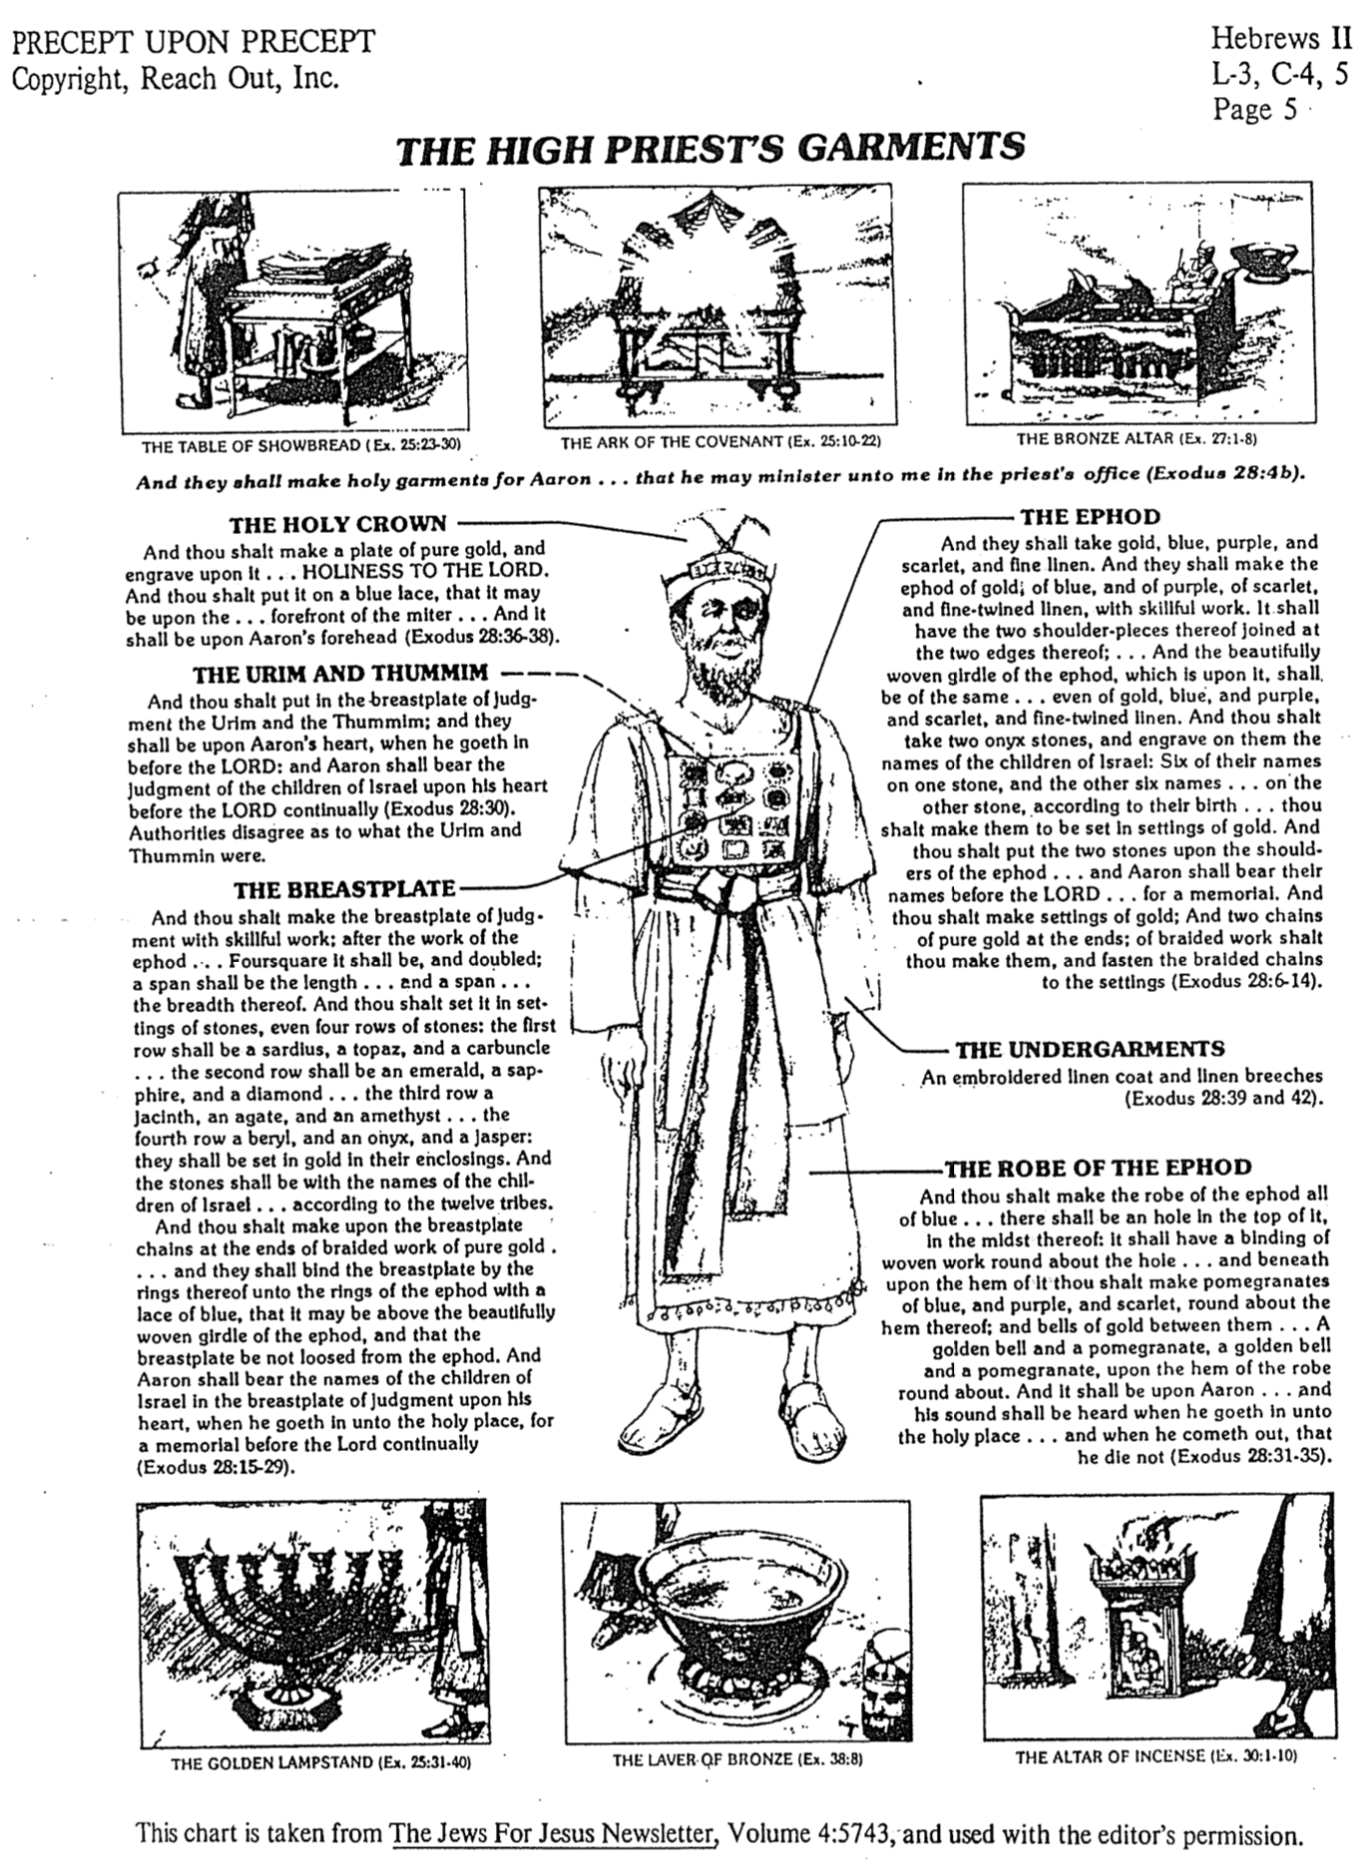 PRECEPT UPON PRECEPT
Copyright, Reach Out, Inc.
Hebrews II
L-3, C-4, 5
Page 5
THE HIGH PRIEST'S GARMENTS
THE TABLE OF SHOWBREAD (Ex. 25:23-30)
THE ARK OF THE COVENANT (Ex. 25:10-22)
THE BRONZE ALTAR (Ex. 27:1-8)
And they shall make holy garments for Aaron . . . that he may minister unto me in the priest's office (Exodus 28:4b).
THE HOLY CROWN
And thou shalt make a plate of pure gold, and
engrave upon it . . . HOLINESS TO THE LORD.
And thou shalt put it on a blue lace, that it may
be upon the . . . forefront of the miter . . . And it
shall be upon Aaron's forehead (Exodus 28:36-38).
THE URIM AND THUMMIM
And thou shalt put in the breastplate of judg-
ment the Urim and the Thummim; and they
shall be upon Aaron's heart, when he goeth in
before the LORD: and Aaron shall bear the
judgment of the children of Israel upon his heart
before the LORD continually (Exodus 28:30).
Authorities disagree as to what the Urim and
Thummin were.
THE BREASTPLATE
And thou shalt make the breastplate of judg-
ment with skillful work; after the work of the
ephod . . . Foursquare it shall be, and doubled;
a span shall be the length . . . and a span . . .
the breadth thereof. And thou shalt set it in set-
tings of stones, even four rows of stones: the first
row shall be a sardius, a topaz, and a carbuncle
. . . the second row shall be an emerald, a sap-
phire, and a diamond . . . the third row a
jacinth, an agate, and an amethyst . . . the
fourth row a beryl, and an onyx, and a jasper:
they shall be set in gold in their enclosings. And
the stones shall be with the names of the chil-
dren of Israel . . . according to the twelve tribes.
And thou shalt make upon the breastplate
chains at the ends of braided work of pure gold .
. . . and they shall bind the breastplate by the
rings thereof unto the rings of the ephod with a
lace of blue, that it may be above the beautifully
woven girdle of the ephod, and that the
breastplate be not loosed from the ephod. And
Aaron shall bear the names of the children of
Israel in the breastplate of judgment upon his
heart, when he goeth in unto the holy place, for
a memorial before the Lord continually
(Exodus 28:15-29).
THE EPHOD
And they shall take gold, blue, purple, and
scarlet, and fine linen. And they shall make the
ephod of gold; of blue, and of purple, of scarlet,
and fine-twined linen, with skillful work. It shall
have the two shoulder-pieces thereof joined at
the two edges thereof; . . . And the beautifully
woven girdle of the ephod, which is upon it, shall
be of the same . . . even of gold, blue, and purple,
and scarlet, and fine-twined linen. And thou shalt
take two onyx stones, and engrave on them the
names of the children of Israel: Six of their names
on one stone, and the other six names . . . on the
other stone, according to their birth . . . thou
shalt make them to be set in settings of gold. And
thou shalt put the two stones upon the should-
ers of the ephod . . . and Aaron shall bear their
names before the LORD . . . for a memorial. And
thou shalt make settings of gold; And two chains
of pure gold at the ends; of braided work shalt
thou make them, and fasten the braided chains
to the settings (Exodus 28:6-14).
THE UNDERGARMENTS
An embroidered linen coat and linen breeches
(Exodus 28:39 and 42).
THE ROBE OF THE EPHOD
And thou shalt make the robe of the ephod all
of blue . . . there shall be an hole in the top of it,
in the midst thereof: it shall have a binding of
woven work round about the hole . . . and beneath
upon the hem of it thou shalt make pomegranates
of blue, and purple, and scarlet, round about the
hem thereof; and bells of gold between them . . . A
golden bell and a pomegranate, a golden bell
and a pomegranate, upon the hem of the robe
round about. And it shall be upon Aaron . . . and
his sound shall be heard when he goeth in unto
the holy place . . . and when he cometh out, that
he die not (Exodus 28:31-35).
THE GOLDEN LAMPSTAND (Ex. 25:31-40)
THE LAVER OF BRONZE (Ex. 38:8)
THE ALTAR OF INCENSE (Ex. 30:1-10)
This chart is taken from The Jews For Jesus Newsletter, Volume 4:5743, and used with the editor's permission.